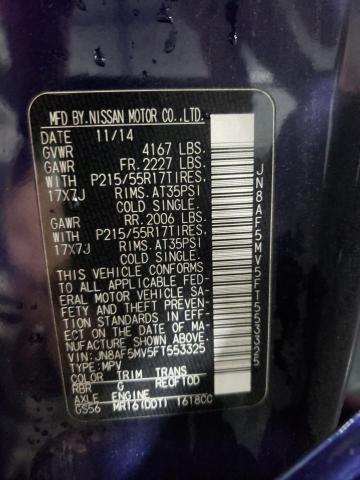 MFD BY.NISSAN MOTOR CO.,LTD.
DATE 11/14
GVWR 4167 LBS.
GAWR FR. 2227 LBS.
WITH P215/55R17TIRES,
17X7J RIMS, AT35PSI
COLD SINGLE.
GAWR RR. 2006 LBS.
WITH P215/55R17TIRES,
17X7J RIMS, AT35PSI
COLD SINGLE.
THIS VEHICLE CONFORMS
TO ALL APPLICABLE FED-
ERAL MOTOR VEHICLE SA-
FETY AND THEFT PREVEN-
TION STANDARDS IN EFF-
ECT ON THE DATE OF MA-
NUFACTURE SHOWN ABOVE.
VIN: JN8AF5MV5FT553325
TYPE: MPV
COLOR TRIM TRANS
RBR G RE0F10D
AXLE ENGINE
GS56 MR16(DDT) 1618CC
JN8AF5MV5FT553325